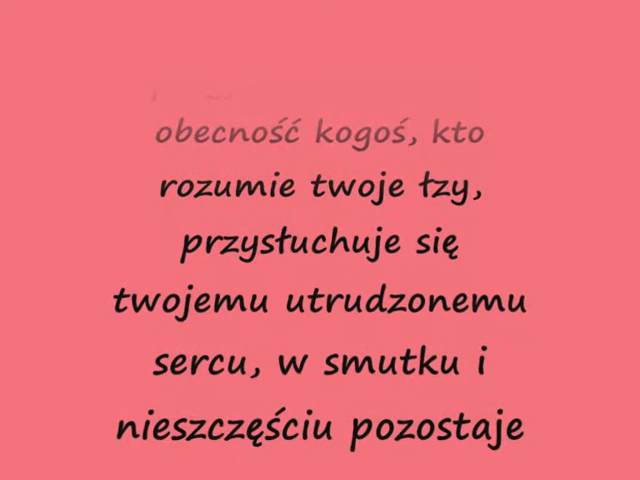 obecność kogoś, kto
rozumie twoje łzy,
przysłuchuje się
twojemu utrudzonemu
sercu, w smutku i
nieszczęściu pozostaje